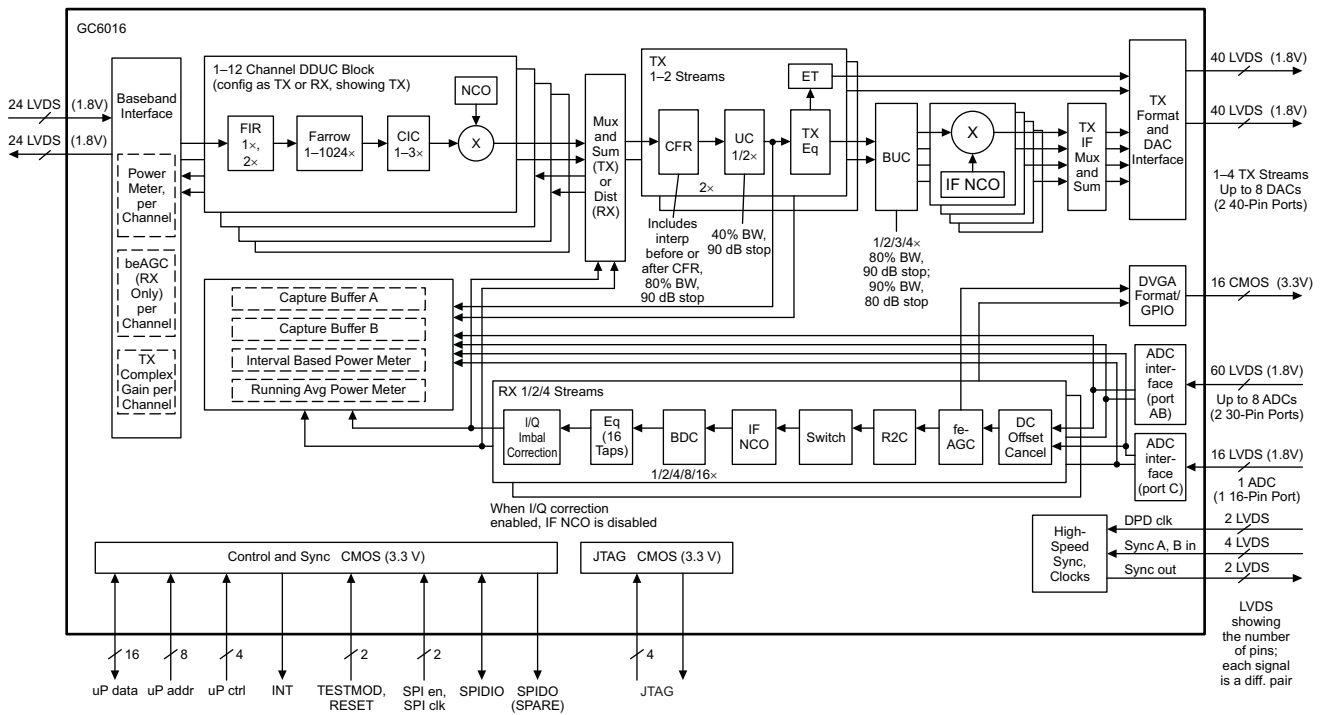 GC6016
24 LVDS (1.8V)
24 LVDS (1.8V)
Baseband
Interface
Power
Meter,
per
Channel
beAGC
(RX
Only)
per
Channel
TX
Complex
Gain per
Channel
1–12 Channel DDUC Block
(config as TX or RX, showing TX)
FIR
1×,
2×
Farrow
1–1024×
CIC
1–3×
NCO
X
Mux
and
Sum
(TX) or
Dist
(RX)
TX
1–2 Streams
CFR
UC
1/2×
TX
Eq
ET
2×
Includes
interp
before or
after CFR,
80% BW,
90 dB stop
40% BW,
90 dB stop
BUC
1/2/3/4×
80% BW,
90 dB stop;
90% BW,
80 dB stop
X
IF NCO
TX
IF
Mux
and
Sum
TX
Format
and
DAC
Interface
40 LVDS (1.8V)
40 LVDS (1.8V)
1–4 TX Streams
Up to 8 DACs
(2 40-Pin Ports)
DVGA
Format/
GPIO
16 CMOS (3.3V)
Capture Buffer A
Capture Buffer B
Interval Based Power Meter
Running Avg Power Meter
RX 1/2/4 Streams
I/Q
Imbal
Correction
Eq
(16
Taps)
BDC
IF
NCO
Switch
R2C
fe-
AGC
DC
Offset
Cancel
1/2/4/8/16×
When I/Q correction
enabled, IF NCO is disabled
ADC
inter-
face
(port
AB)
60 LVDS (1.8V)
Up to 8 ADCs
(2 30-Pin Ports)
ADC
inter-
face
(port C)
16 LVDS (1.8V)
1 ADC
(1 16-Pin Port)
High-
Speed
Sync,
Clocks
DPD clk
Sync A, B in
Sync out
2 LVDS
4 LVDS
2 LVDS
LVDS
showing
the number
of pins;
each signal
is a diff. pair
Control and Sync CMOS (3.3 V)
JTAG CMOS (3.3 V)
16
8
4
2
2
4
uP data
uP addr
uP ctrl
INT
TESTMOD,
RESET
SPI en,
SPI clk
SPIDIO
SPIDO
(SPARE)
JTAG